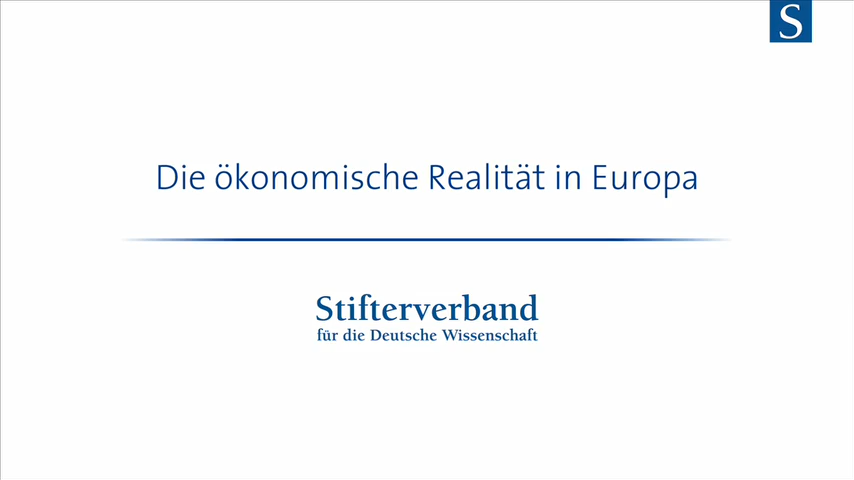 S
Die ökonomische Realität in Europa
Stifterverband
für die Deutsche Wissenschaft